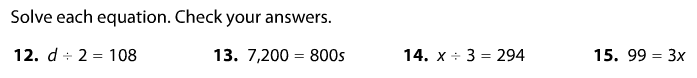 Solve each equation. Check your answers.
12. d ÷ 2 = 108 13. 7,200 = 800s 14. x ÷ 3 = 294 15. 99 = 3x